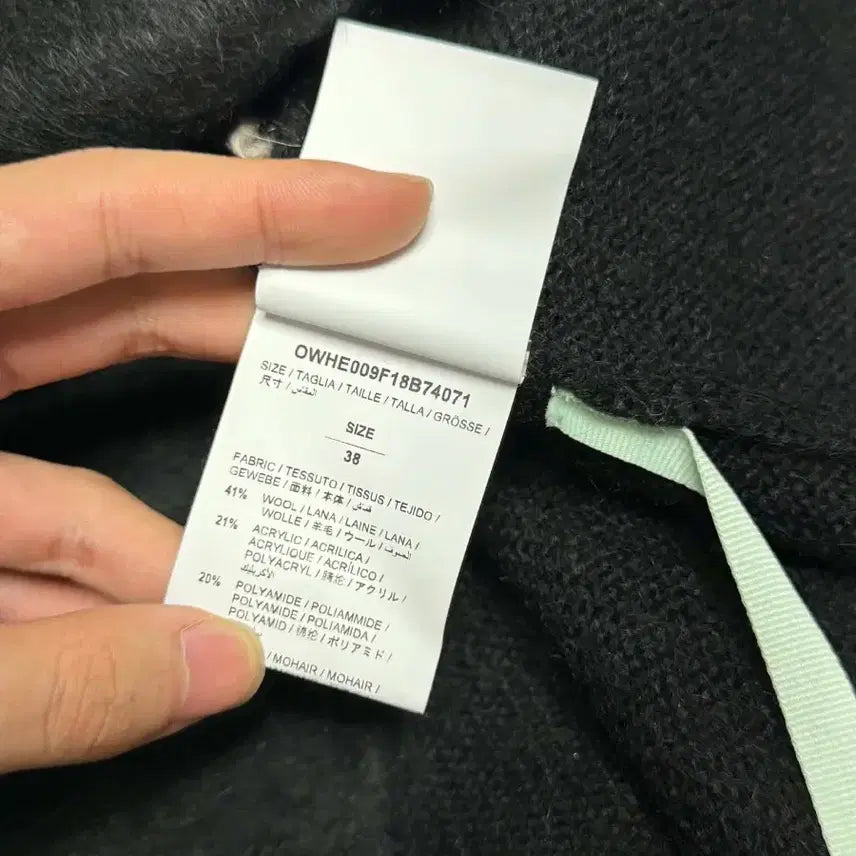 OWHE009F18B74071
SIZE / TAGLIA / TAILLE / TALLA / GRÖSSE /
尺寸 / المقاس
SIZE
38
FABRIC / TESSUTO / TISSUS / TEJIDO /
GEWEBE / 面料 / 本体 / قماش
41% WOOL / LANA / LAINE / LANA /
WOLLE / 羊毛 / ウール / الصوف
21% ACRYLIC / ACRILICA /
ACRYLIQUE / ACRÍLICO /
POLYACRYL / 腈纶 / アクリル /
الأكريليك
20% POLYAMIDE / POLIAMMIDE /
POLYAMIDE / POLIAMIDA /
POLYAMID / 锦纶 / ポリアミド /
/ MOHAIR / MOHAIR /